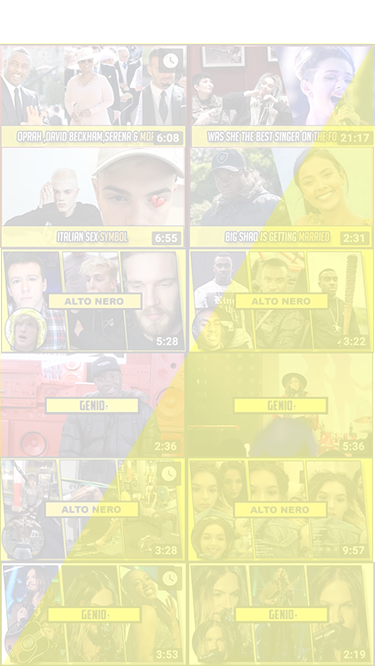 OPRAH, DAVID BECKHAM, SERENA & MOR
6:08
WAS SHE THE BEST SINGER ON THE FO
21:17
ITALIAN SEX SYMBOL
6:55
BIG SHAQ IS GETTING MARRIED
2:31
ALTO NERO
5:28
ALTO NERO
3:22
GENIO.
2:36
GENIO.
5:36
ALTO NERO
3:28
ALTO NERO
9:57
GENIO.
3:53
GENIO.
2:19